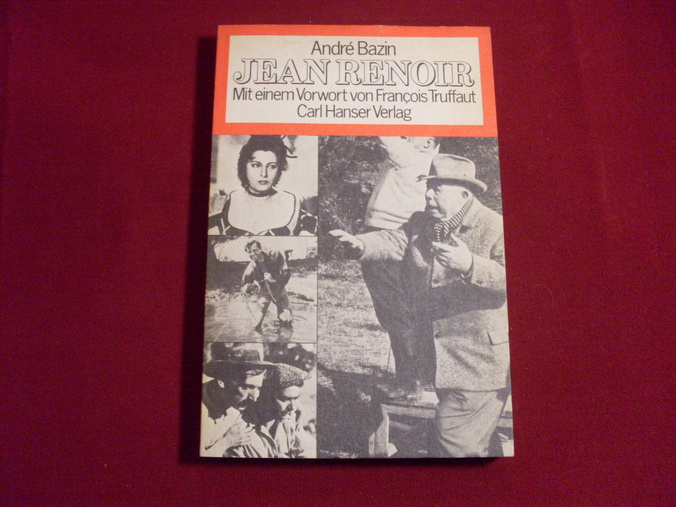 André Bazin
JEAN RENOIR
Mit einem Vorwort von François Truffaut
Carl Hanser Verlag